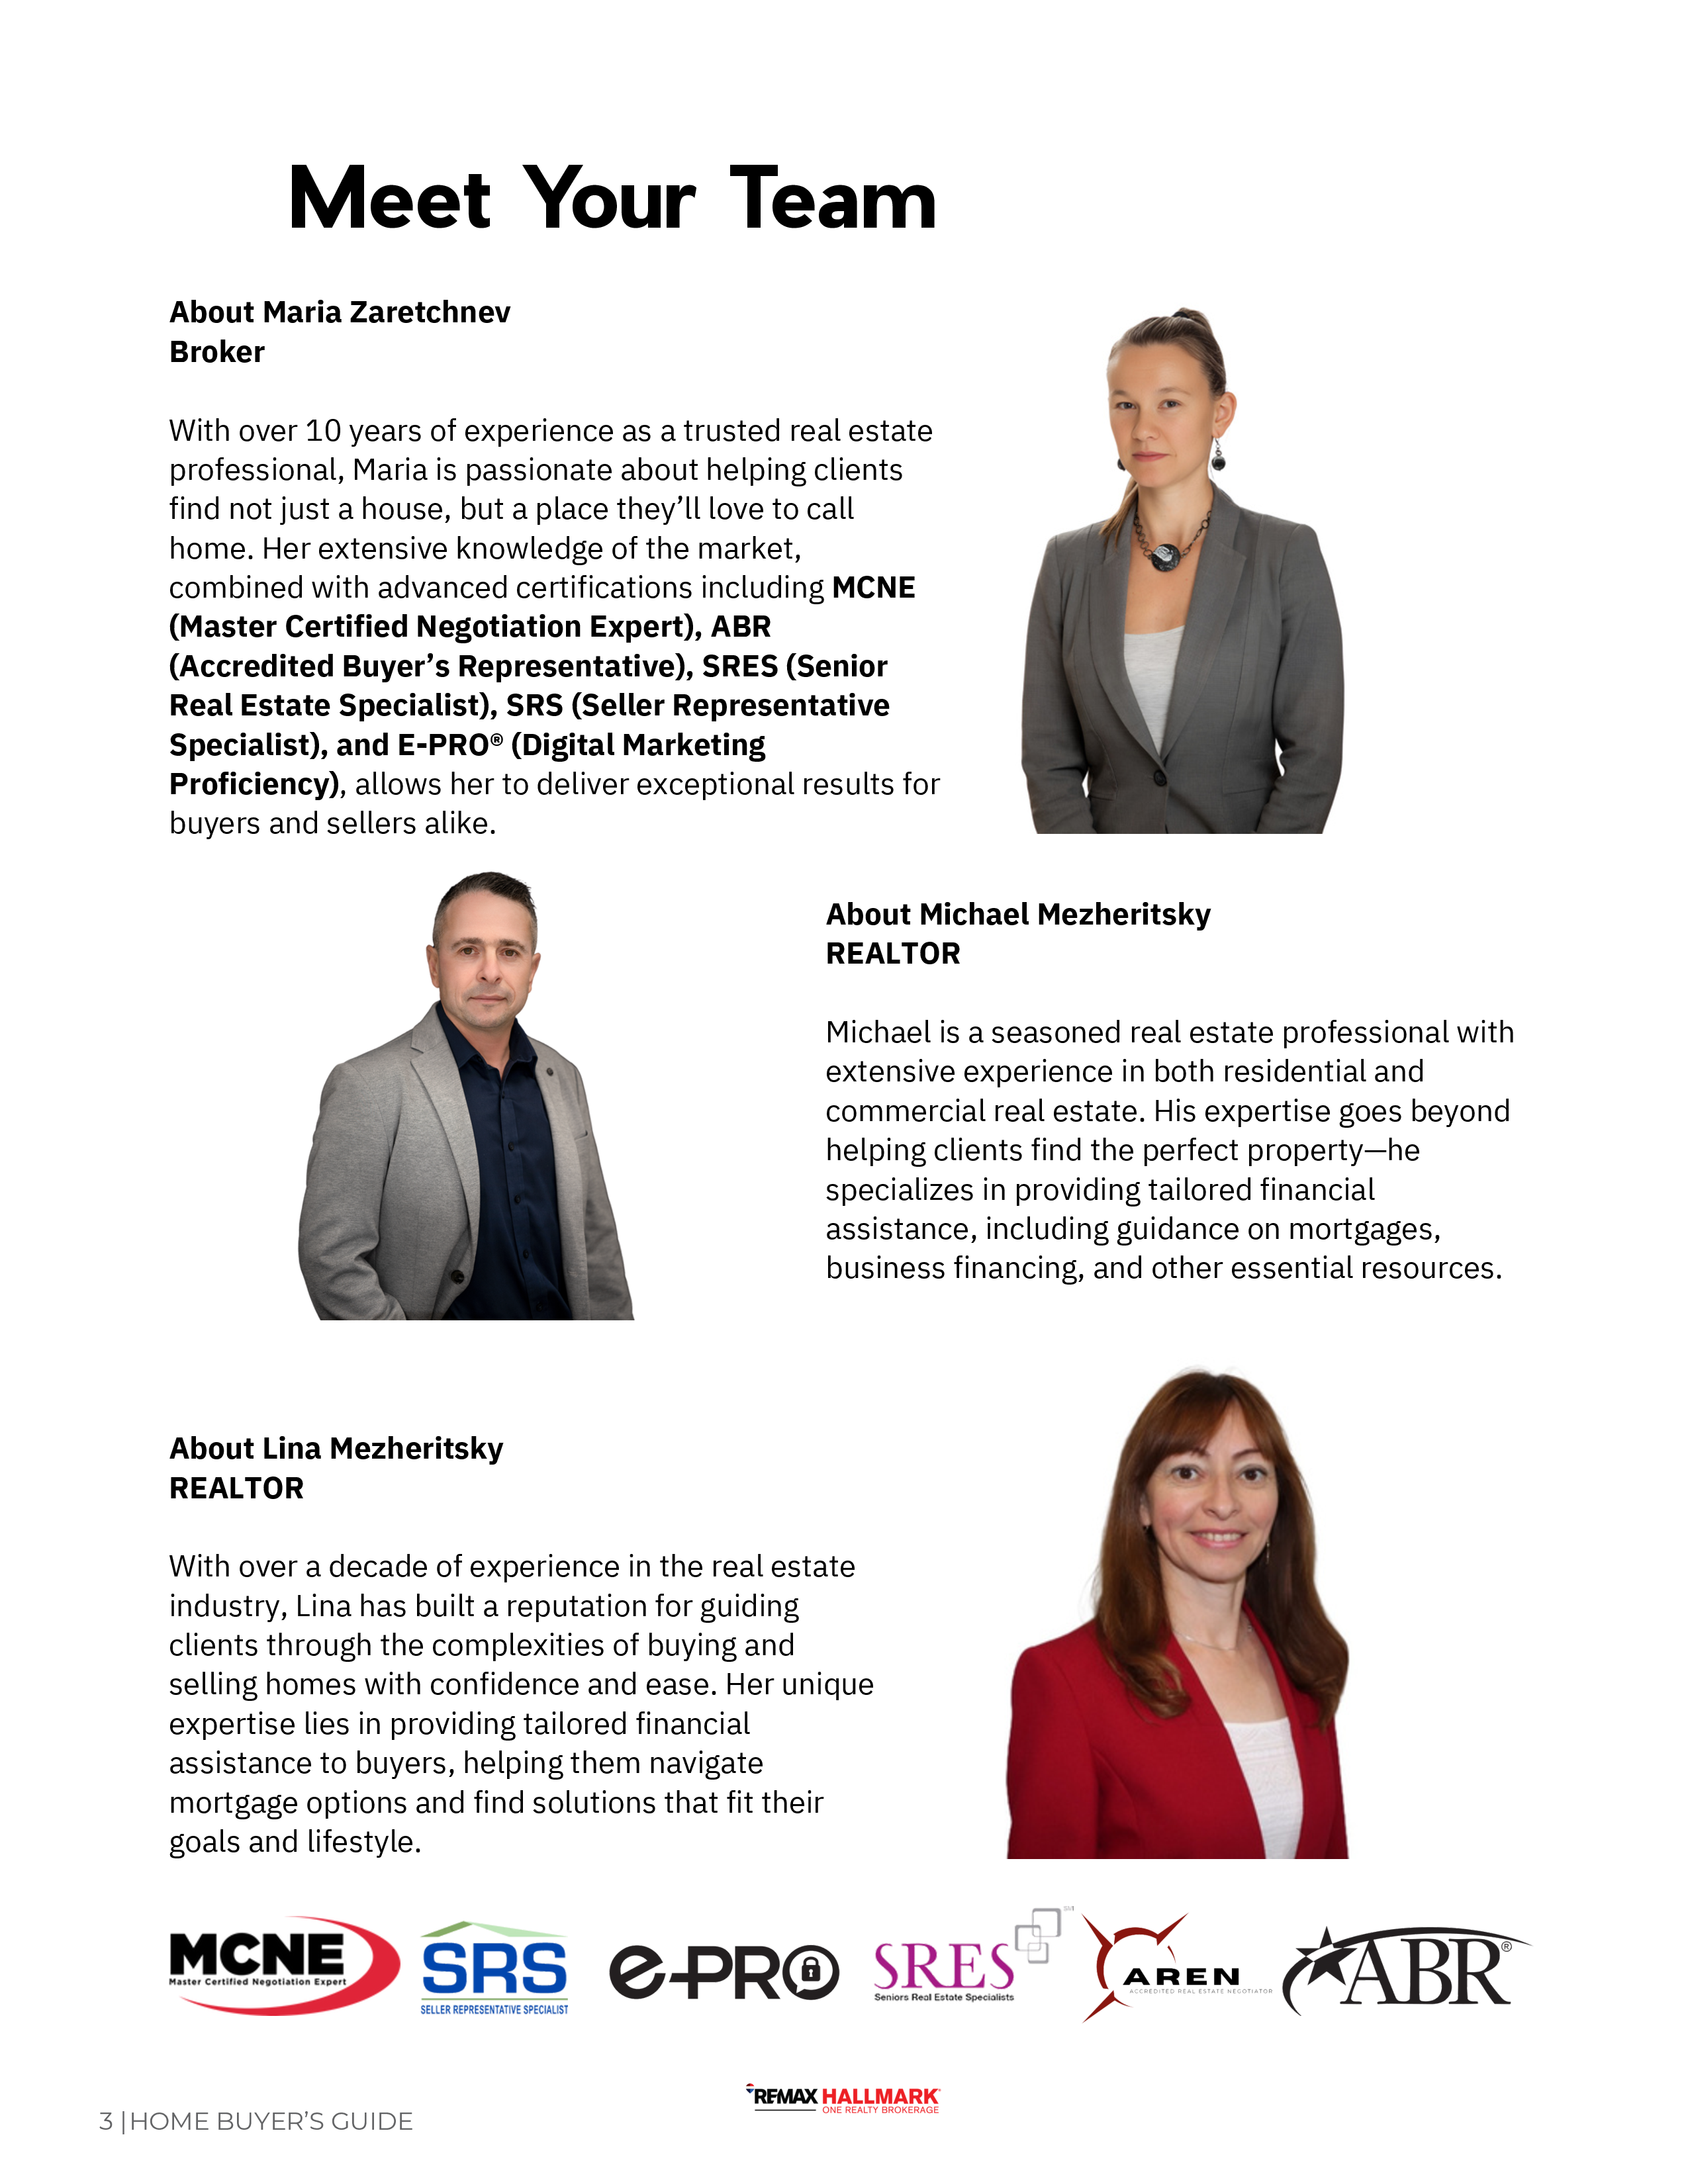 Meet Your Team
About Maria Zaretchnev
Broker
With over 10 years of experience as a trusted real estate
professional, Maria is passionate about helping clients
find not just a house, but a place they’ll love to call
home. Her extensive knowledge of the market,
combined with advanced certifications including MCNE
(Master Certified Negotiation Expert), ABR
(Accredited Buyer’s Representative), SRES (Senior
Real Estate Specialist), SRS (Seller Representative
Specialist), and E-PRO® (Digital Marketing
Proficiency), allows her to deliver exceptional results for
buyers and sellers alike.
About Michael Mezheritsky
REALTOR
Michael is a seasoned real estate professional with
extensive experience in both residential and
commercial real estate. His expertise goes beyond
helping clients find the perfect property—he
specializes in providing tailored financial
assistance, including guidance on mortgages,
business financing, and other essential resources.
About Lina Mezheritsky
REALTOR
With over a decade of experience in the real estate
industry, Lina has built a reputation for guiding
clients through the complexities of buying and
selling homes with confidence and ease. Her unique
expertise lies in providing tailored financial
assistance to buyers, helping them navigate
mortgage options and find solutions that fit their
goals and lifestyle.
MCNE
Master Certified Negotiation Expert
SRS
SELLER REPRESENTATIVE SPECIALIST
e-PRO
SRES SM
Seniors Real Estate Specialists
AREN
ACCREDITED REAL ESTATE NEGOTIATOR
ABR®
REMAX HALLMARK
ONE REALTY BROKERAGE
3 | HOME BUYER’S GUIDE